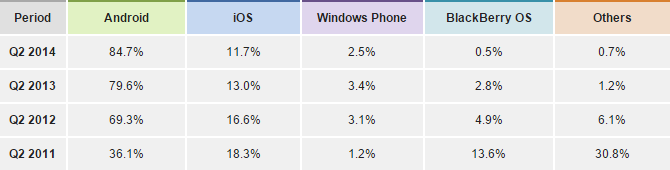 Period Android iOS Windows Phone BlackBerry OS Others
Q2 2014 84.7% 11.7% 2.5% 0.5% 0.7%
Q2 2013 79.6% 13.0% 3.4% 2.8% 1.2%
Q2 2012 69.3% 16.6% 3.1% 4.9% 6.1%
Q2 2011 36.1% 18.3% 1.2% 13.6% 30.8%